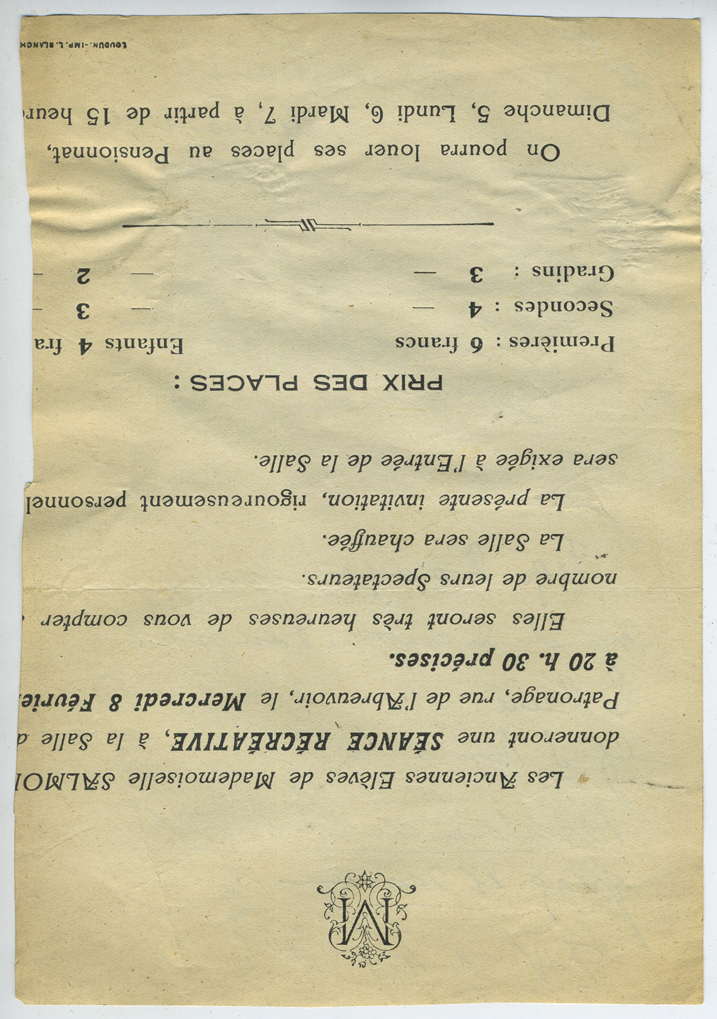 M
Les Anciennes Elèves de Mademoiselle SALMO
donneront une SÉANCE RÉCRÉATIVE, à la Salle d
Patronage, rue de l'Abreuvoir, le Mercredi 8 Févrie
à 20 h. 30 précises.
Elles seront très heureuses de vous compter
nombre de leurs Spectateurs.
La Salle sera chauffée.
La présente invitation, rigoureusement personnel
sera exigée à l'Entrée de la Salle.
PRIX DES PLACES :
Premières : 6 francs Enfants 4 fra
Secondes : 4 — — 3 —
Gradins : 3 — — 2 —
On pourra louer ses places au Pensionnat,
Dimanche 5, Lundi 6, Mardi 7, à partir de 15 heur
LOUDUN.-IMP. L. BLANCH